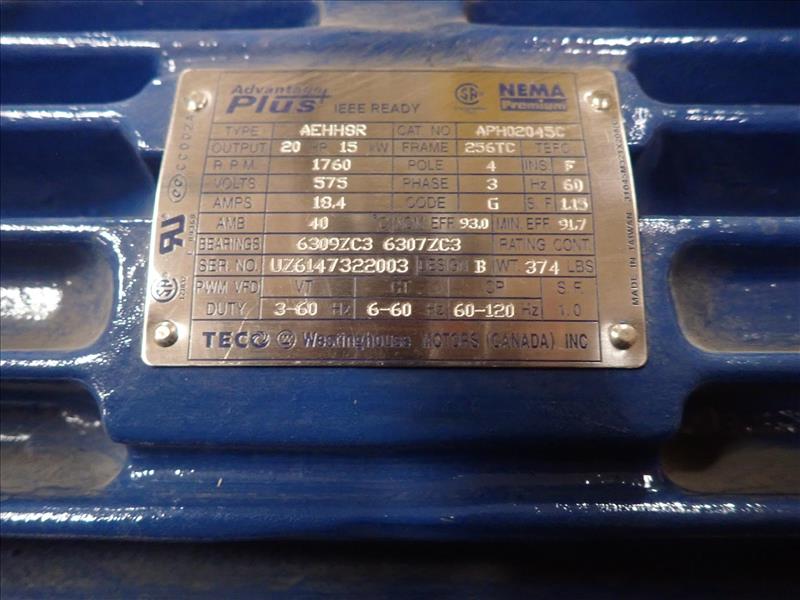 Advantage
Plus+ IEEE READY SA NEMA
Premium
TYPE AEHH8R CAT. NO APH02045C
OUTPUT 20 HP 15 kW FRAME 256TC TEFC
R.P.M. 1760 POLE 4 INS. F
VOLTS 575 PHASE 3 Hz 60
AMPS 18.4 CODE G S.F. 1.15
AMB 40 °C NOM. EFF 93.0 MIN. EFF 91.7
BEARINGS 6309ZC3 6307ZC3 RATING CONT.
SER. NO. UZ6147322003 DESIGN B WT. 374 LBS
PWM VFD VT CT CP S.F.
DUTY 3-60 Hz 6-60 Hz 60-120 Hz 1.0
TECO Westinghouse MOTORS (CANADA) INC
MADE IN TAIWAN